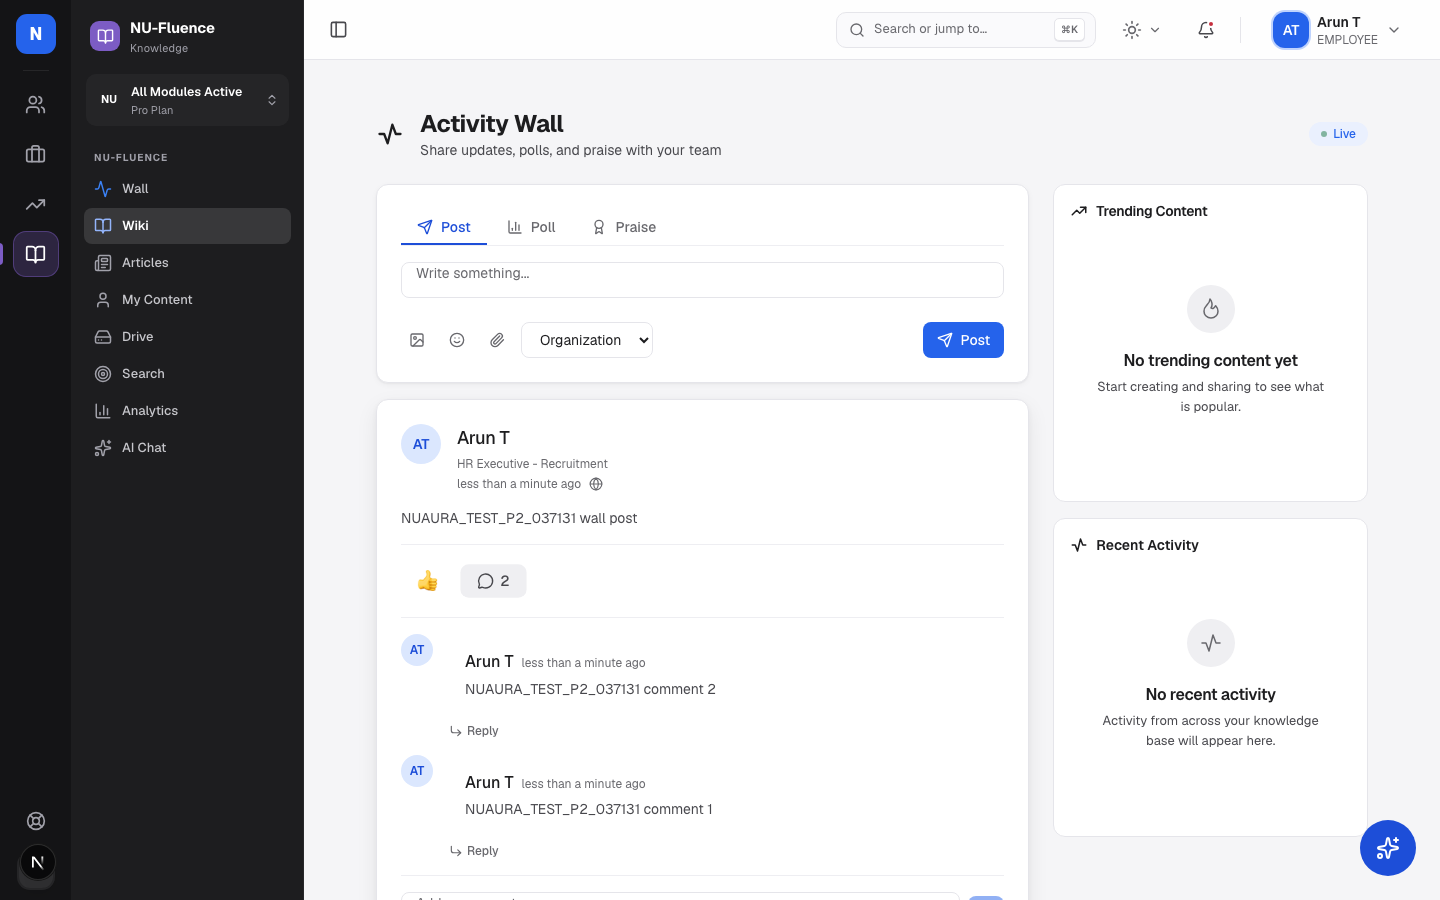 N
NU-Fluence
Knowledge
NU
All Modules Active
Pro Plan
NU-FLUENCE
Wall
Wiki
Articles
My Content
Drive
Search
Analytics
AI Chat
N
Search or jump to...
⌘K
AT
Arun T
EMPLOYEE
Activity Wall
Share updates, polls, and praise with your team
Live
Post
Poll
Praise
Write something...
Organization
Post
AT
Arun T
HR Executive - Recruitment
less than a minute ago
NUAURA_TEST_P2_037131 wall post
2
AT
Arun T less than a minute ago
NUAURA_TEST_P2_037131 comment 2
Reply
AT
Arun T less than a minute ago
NUAURA_TEST_P2_037131 comment 1
Reply
Trending Content
No trending content yet
Start creating and sharing to see what
is popular.
Recent Activity
No recent activity
Activity from across your knowledge
base will appear here.